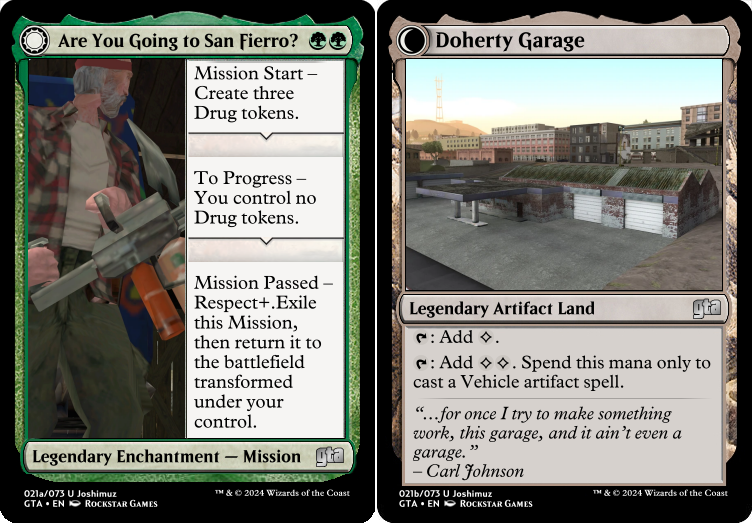 Are You Going to San Fierro?
Mission Start –
Create three
Drug tokens.
To Progress –
You control no
Drug tokens.
Mission Passed –
Respect+.Exile
this Mission,
then return it to
the battlefield
transformed
under your
control.
Legendary Enchantment — Mission
gta
021a/073 U Joshimuz
GTA • EN ROCKSTAR GAMES
™ & © 2024 Wizards of the Coast
Doherty Garage
Legendary Artifact Land
gta
: Add .
: Add . Spend this mana only to
cast a Vehicle artifact spell.
“...for once I try to make something
work, this garage, and it ain't even a
garage.”
– Carl Johnson
021b/073 U Joshimuz
GTA • EN ROCKSTAR GAMES
™ & © 2024 Wizards of the Coast